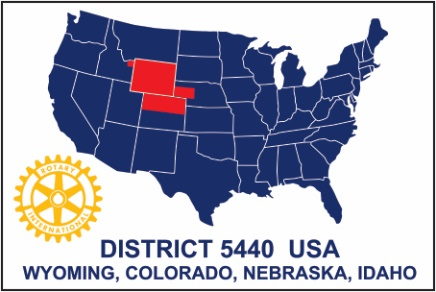 ROTARY
INTERNATIONAL
DISTRICT 5440 USA
WYOMING, COLORADO, NEBRASKA, IDAHO